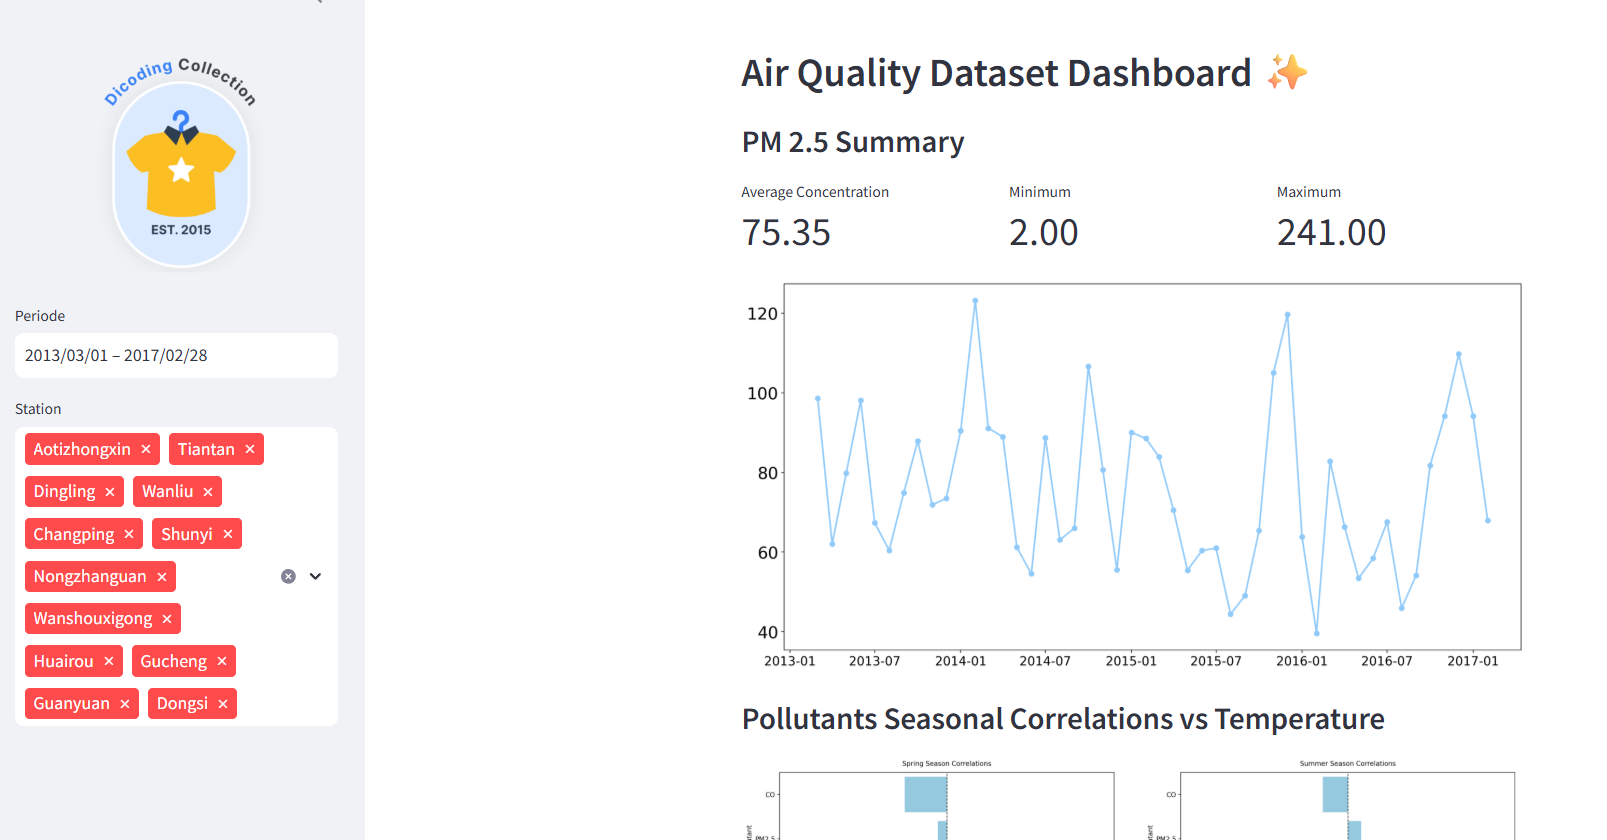 Dicoding Collection
EST. 2015
Periode
2013/03/01 – 2017/02/28
Station
Aotizhongxin × Tiantan ×
Dingling × Wanliu ×
Changping × Shunyi ×
Nongzhanguan ×
Wanshouxigong ×
Huairou × Gucheng ×
Guanyuan × Dongsi ×
Air Quality Dataset Dashboard ✨
PM 2.5 Summary
Average Concentration Minimum Maximum
75.35 2.00 241.00
120
100
80
60
40
2013-01 2013-07 2014-01 2014-07 2015-01 2015-07 2016-01 2016-07 2017-01
Pollutants Seasonal Correlations vs Temperature
Spring Season Correlations Summer Season Correlations
CO CO